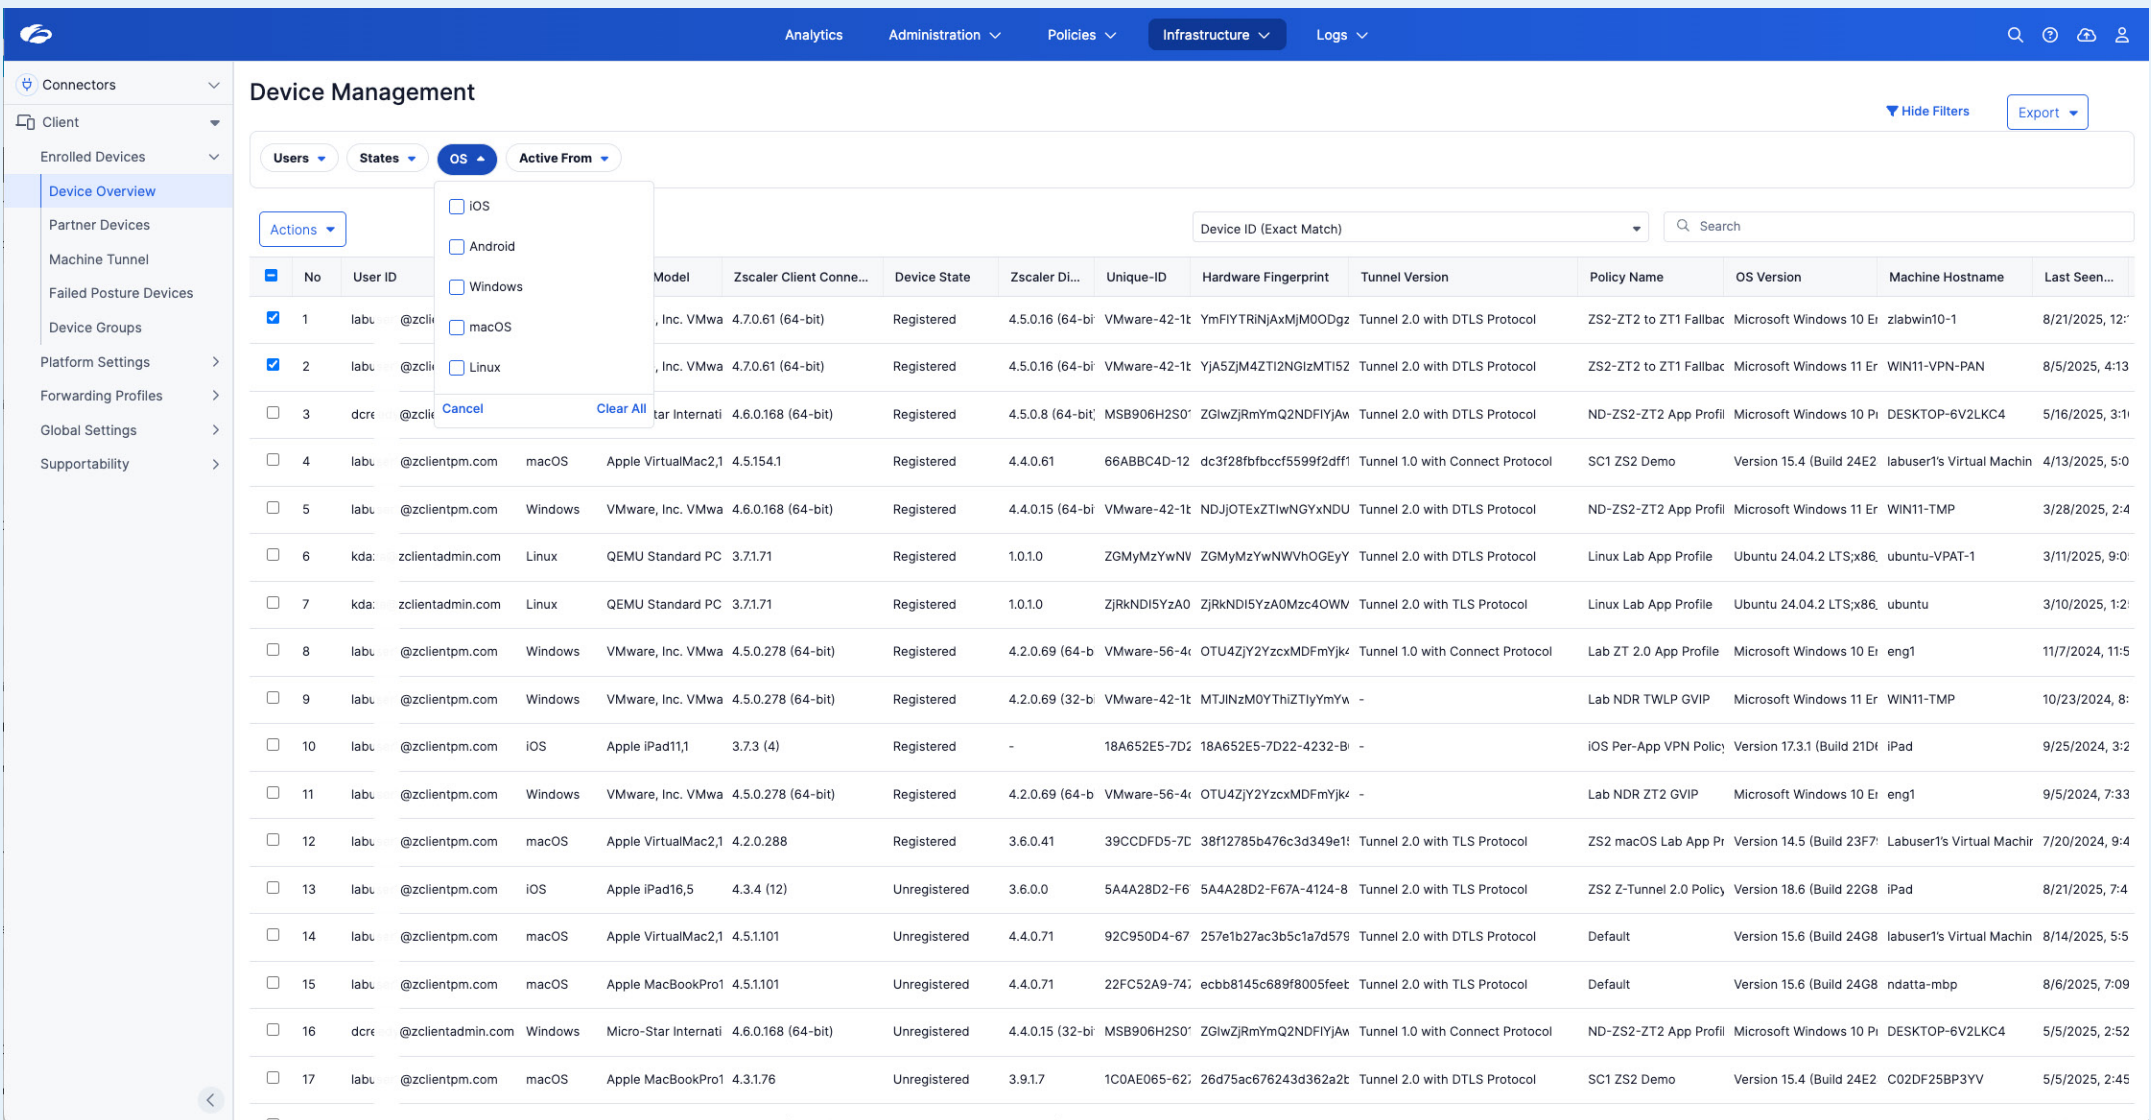 Analytics Administration Policies Infrastructure Logs
Connectors
Client
Enrolled Devices
Device Overview
Partner Devices
Machine Tunnel
Failed Posture Devices
Device Groups
Platform Settings
Forwarding Profiles
Global Settings
Supportability
Device Management
Hide Filters Export
Users States OS Active From
iOS
Android
Windows
macOS
Linux
Cancel Clear All
Actions
Device ID (Exact Match) Search
No User ID Model Zscaler Client Conne... Device State Zscaler Di... Unique-ID Hardware Fingerprint Tunnel Version Policy Name OS Version Machine Hostname Last Seen...
1 labu @zclie , Inc. VMwa 4.7.0.61 (64-bit) Registered 4.5.0.16 (64-bi VMware-42-1b YmFlYTRiNjAxMjM0ODgz Tunnel 2.0 with DTLS Protocol ZS2-ZT2 to ZT1 Fallbac Microsoft Windows 10 Er zlabwin10-1 8/21/2025, 12:
2 labu @zclie , Inc. VMwa 4.7.0.61 (64-bit) Registered 4.5.0.16 (64-bi VMware-42-1b YjA5ZjM4ZTI2NGIzMTI5Z Tunnel 2.0 with DTLS Protocol ZS2-ZT2 to ZT1 Fallbac Microsoft Windows 11 Er WIN11-VPN-PAN 8/5/2025, 4:13
3 dcre @zclie tar Internati 4.6.0.168 (64-bit) Registered 4.5.0.8 (64-bit) MSB906H2S01 ZGIwZjRmYmQ2NDFlYjAw Tunnel 2.0 with DTLS Protocol ND-ZS2-ZT2 App Profil Microsoft Windows 11 Pr DESKTOP-6V2LKC4 5/16/2025, 3:1
4 labu @zclientpm.com macOS Apple VirtualMac2,1 4.5.154.1 Registered 4.4.0.61 66ABBC4D-12 dc3f28fbfbccf5599f2dff1 Tunnel 1.0 with Connect Protocol SC1 ZS2 Demo Version 15.4 (Build 24E2 labuser1's Virtual Machin 4/13/2025, 5:0
5 labu @zclientpm.com Windows VMware, Inc. VMwa 4.6.0.168 (64-bit) Registered 4.4.0.15 (64-bi VMware-42-1b NDJjOTExZTIwNGYxNDU Tunnel 2.0 with DTLS Protocol ND-ZS2-ZT2 App Profil Microsoft Windows 11 Er WIN11-TMP 3/28/2025, 2:4
6 kda zclientadmin.com Linux QEMU Standard PC 3.7.1.71 Registered 1.0.1.0 ZGMyMzYwNV ZGMyMzYwNWVhOGEyY Tunnel 2.0 with DTLS Protocol Linux Lab App Profile Ubuntu 24.04.2 LTS;x86_ ubuntu-VPAT-1 3/11/2025, 9:0
7 kda zclientadmin.com Linux QEMU Standard PC 3.7.1.71 Registered 1.0.1.0 ZjRkNDI5YzA0 ZjRkNDI5YzA0Mzc4OWM Tunnel 2.0 with TLS Protocol Linux Lab App Profile Ubuntu 24.04.2 LTS;x86_ ubuntu 3/10/2025, 1:2
8 labu @zclientpm.com Windows VMware, Inc. VMwa 4.5.0.278 (64-bit) Registered 4.2.0.69 (64-b VMware-56-4 OTU4ZjY2YzcxMDFmYjk4 Tunnel 1.0 with Connect Protocol Lab ZT 2.0 App Profile Microsoft Windows 10 Er eng1 11/7/2024, 11:5
9 labu @zclientpm.com Windows VMware, Inc. VMwa 4.5.0.278 (64-bit) Registered 4.2.0.69 (32-b VMware-42-1b MTJlNzM0YThiZTIyYmYw - Lab NDR TWLP GVIP Microsoft Windows 11 Er WIN11-TMP 10/23/2024, 8:
10 labu @zclientpm.com iOS Apple iPad11,1 3.7.3 (4) Registered - 18A652E5-7D2 18A652E5-7D22-4232-B iOS Per-App VPN Policy Version 17.3.1 (Build 21D6 iPad 9/25/2024, 3:2
11 labu @zclientpm.com Windows VMware, Inc. VMwa 4.5.0.278 (64-bit) Registered 4.2.0.69 (64-b VMware-56-4 OTU4ZjY2YzcxMDFmYjk4 - Lab NDR ZT2 GVIP Microsoft Windows 10 Er eng1 9/5/2024, 7:33
12 labu @zclientpm.com macOS Apple VirtualMac2,1 4.2.0.288 Registered 3.6.0.41 39CCDFD5-7D 38f12785b476c3d349e1 Tunnel 2.0 with TLS Protocol ZS2 macOS Lab App Pr Version 14.5 (Build 23F7 Labuser1's Virtual Machin 7/20/2024, 9:4
13 labu @zclientpm.com iOS Apple iPad16,5 4.3.4 (12) Unregistered 3.6.0.0 5A4A28D2-F6 5A4A28D2-F67A-4124-8 Tunnel 2.0 with TLS Protocol ZS2 Z-Tunnel 2.0 Policy Version 18.6 (Build 22G8 iPad 8/21/2025, 7:4
14 labu @zclientpm.com macOS Apple VirtualMac2,1 4.5.1.101 Unregistered 4.4.0.71 92C950D4-67 257e1b27ac3b5c1a7d579 Tunnel 2.0 with DTLS Protocol Default Version 15.6 (Build 24G8 labuser1's Virtual Machin 8/14/2025, 5:5
15 labu @zclientpm.com macOS Apple MacBookPro1 4.5.1.101 Unregistered 4.4.0.71 22FC52A9-747 ecbb8145c689f8005feeb Tunnel 2.0 with TLS Protocol Default Version 15.6 (Build 24G8 ndatta-mbp 8/6/2025, 7:09
16 dcre @zclientadmin.com Windows Micro-Star Internati 4.6.0.168 (64-bit) Unregistered 4.4.0.15 (32-bi MSB906H2S01 ZGIwZjRmYmQ2NDFlYjAw Tunnel 1.0 with Connect Protocol ND-ZS2-ZT2 App Profil Microsoft Windows 10 Pr DESKTOP-6V2LKC4 5/5/2025, 2:52
17 labu @zclientpm.com macOS Apple MacBookPro1 4.3.1.76 Unregistered 3.9.1.7 1C0AE065-627 26d75ac676243d362a2b Tunnel 2.0 with DTLS Protocol SC1 ZS2 Demo Version 15.4 (Build 24E2 C02DF25BP3YV 5/5/2025, 2:45